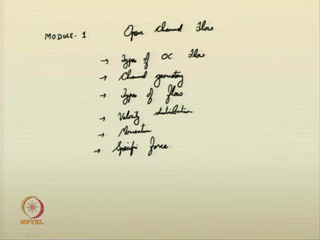 MODULE-1 Open Channel Flow
→ Types of OC Flow
→ Channel geometry
→ Types of flow
→ Velocity distribution
→ Momentum
→ Specific Force
NPTEL